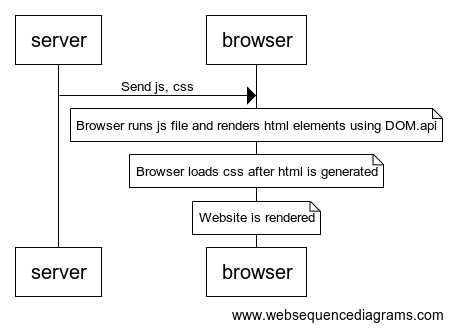 server
browser
Send js, css
Browser runs js file and renders html elements using DOM.api
Browser loads css after html is generated
Website is rendered
server
browser
www.websequencediagrams.com